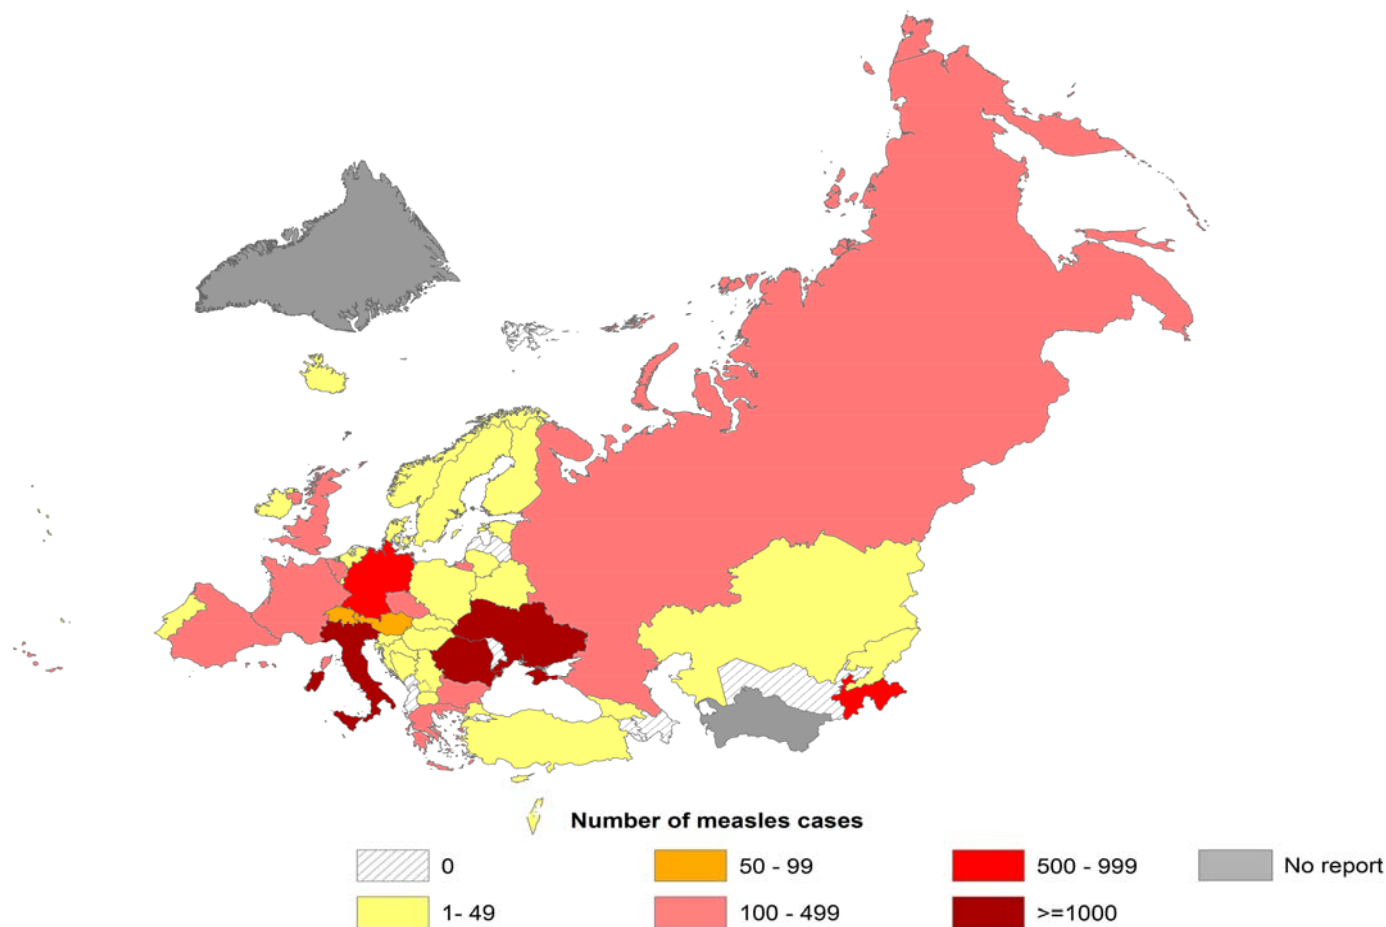 Number of measles cases
0
50 - 99
500 - 999
No report
1- 49
100 - 499
>=1000